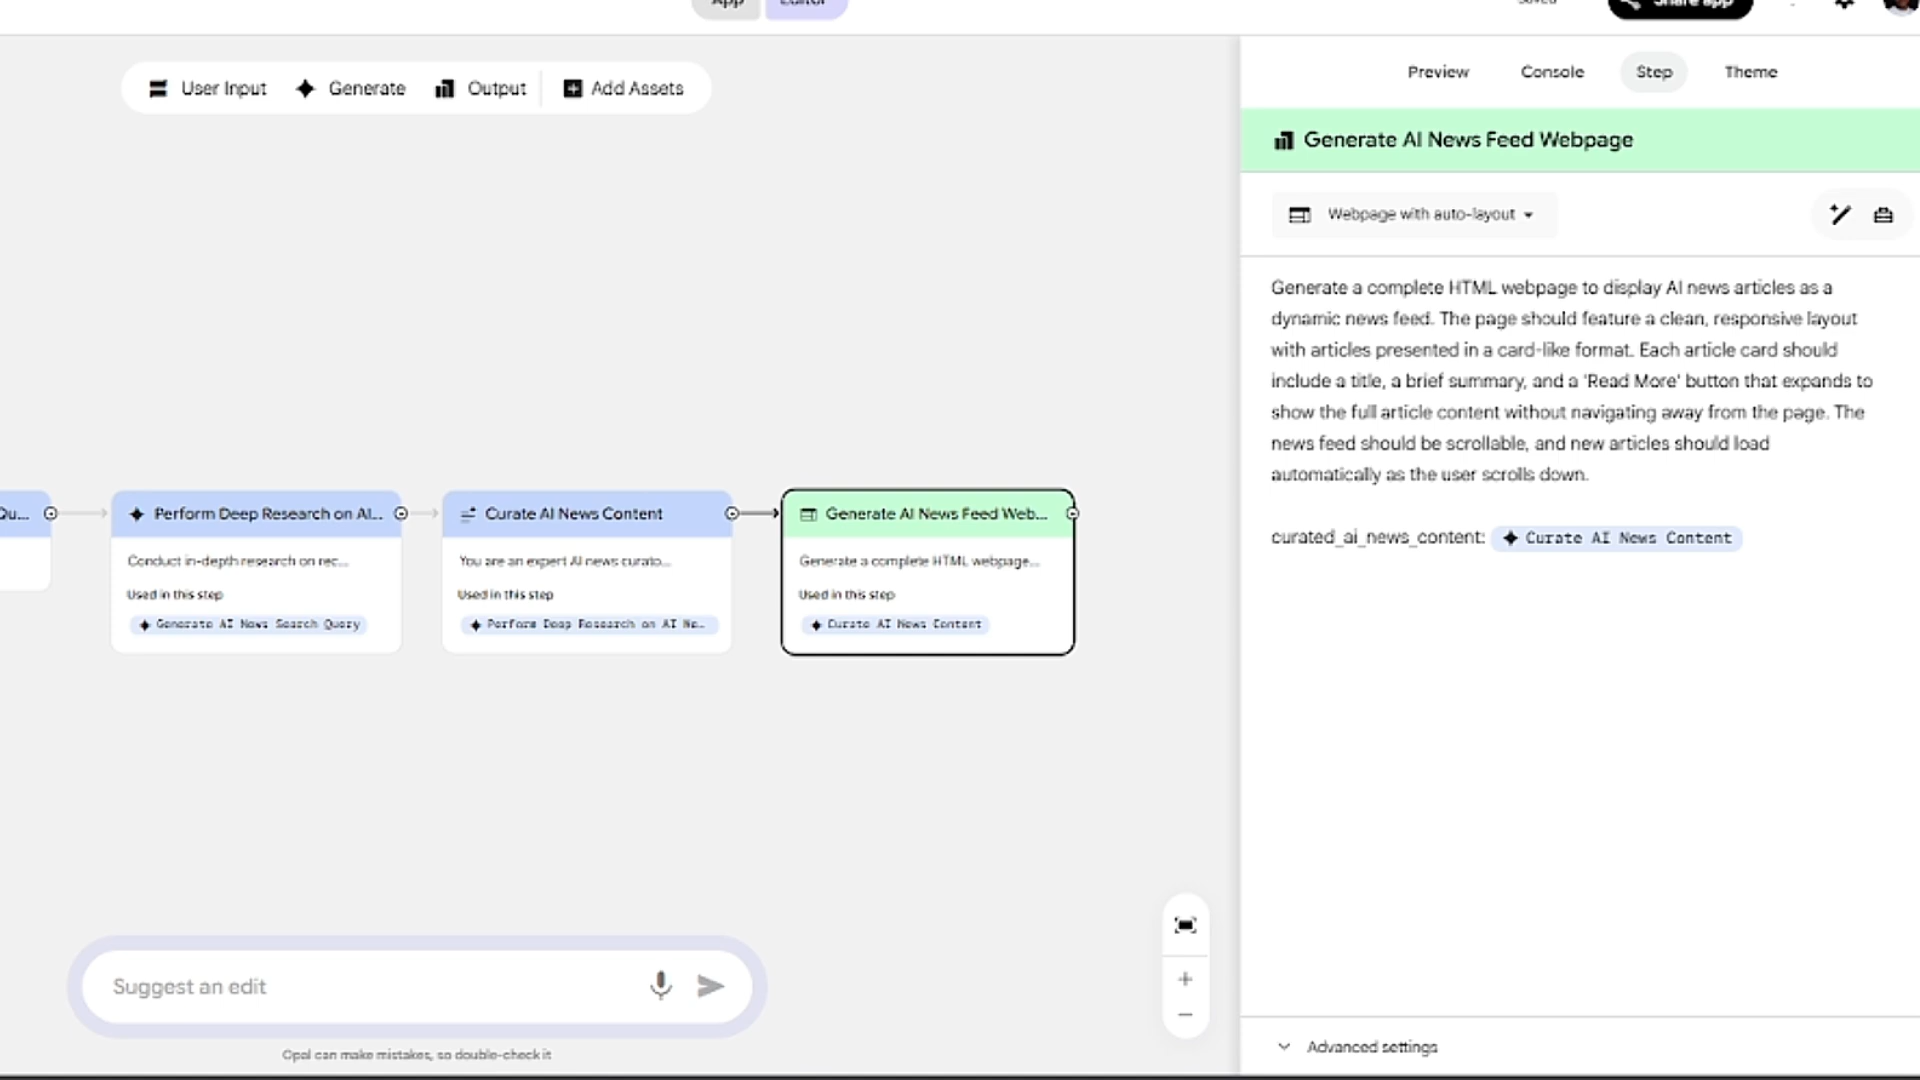 App
Editor
Saved
Share app
User Input
Generate
Output
Add Assets
Preview
Console
Step
Theme
Generate AI News Feed Webpage
Webpage with auto-layout
Generate a complete HTML webpage to display AI news articles as a
dynamic news feed. The page should feature a clean, responsive layout
with articles presented in a card-like format. Each article card should
include a title, a brief summary, and a 'Read More' button that expands to
show the full article content without navigating away from the page. The
news feed should be scrollable, and new articles should load
automatically as the user scrolls down.
curated_ai_news_content: Curate AI News Content
Qu...
Perform Deep Research on AI...
Conduct in-depth research on rec...
Used in this step
Generate AI News Search Query
Curate AI News Content
You are an expert AI news curato...
Used in this step
Perform Deep Research on AI Ne...
Generate AI News Feed Web...
Generate a complete HTML webpage...
Used in this step
Curate AI News Content
Suggest an edit
Opal can make mistakes, so double-check it
Advanced settings